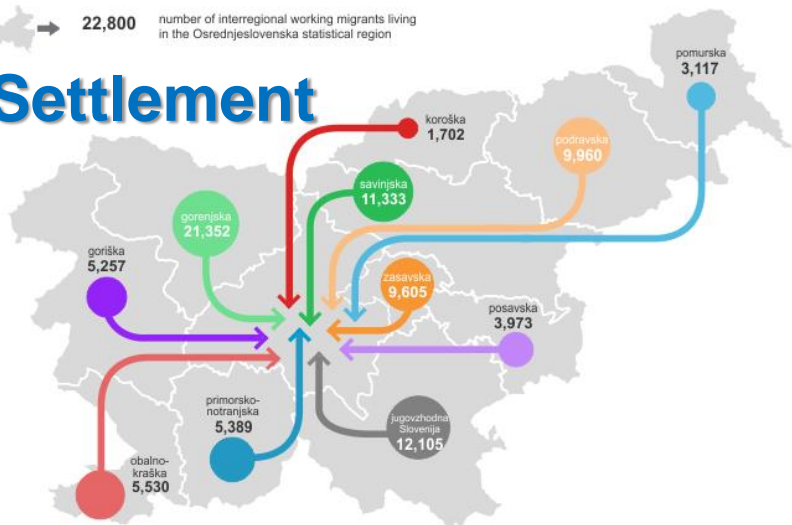 22,800
number of interregional working migrants living
in the Osrednjeslovenska statistical region
Settlement
pomurska
3,117
koroška
1,702
podravska
9,960
savinjska
11,333
gorenjska
21,352
goriška
5,257
zasavska
9,605
posavska
3,973
primorsko-
notranjska
5,389
jugovzhodna
Slovenija
12,105
obalno-
kraška
5,530